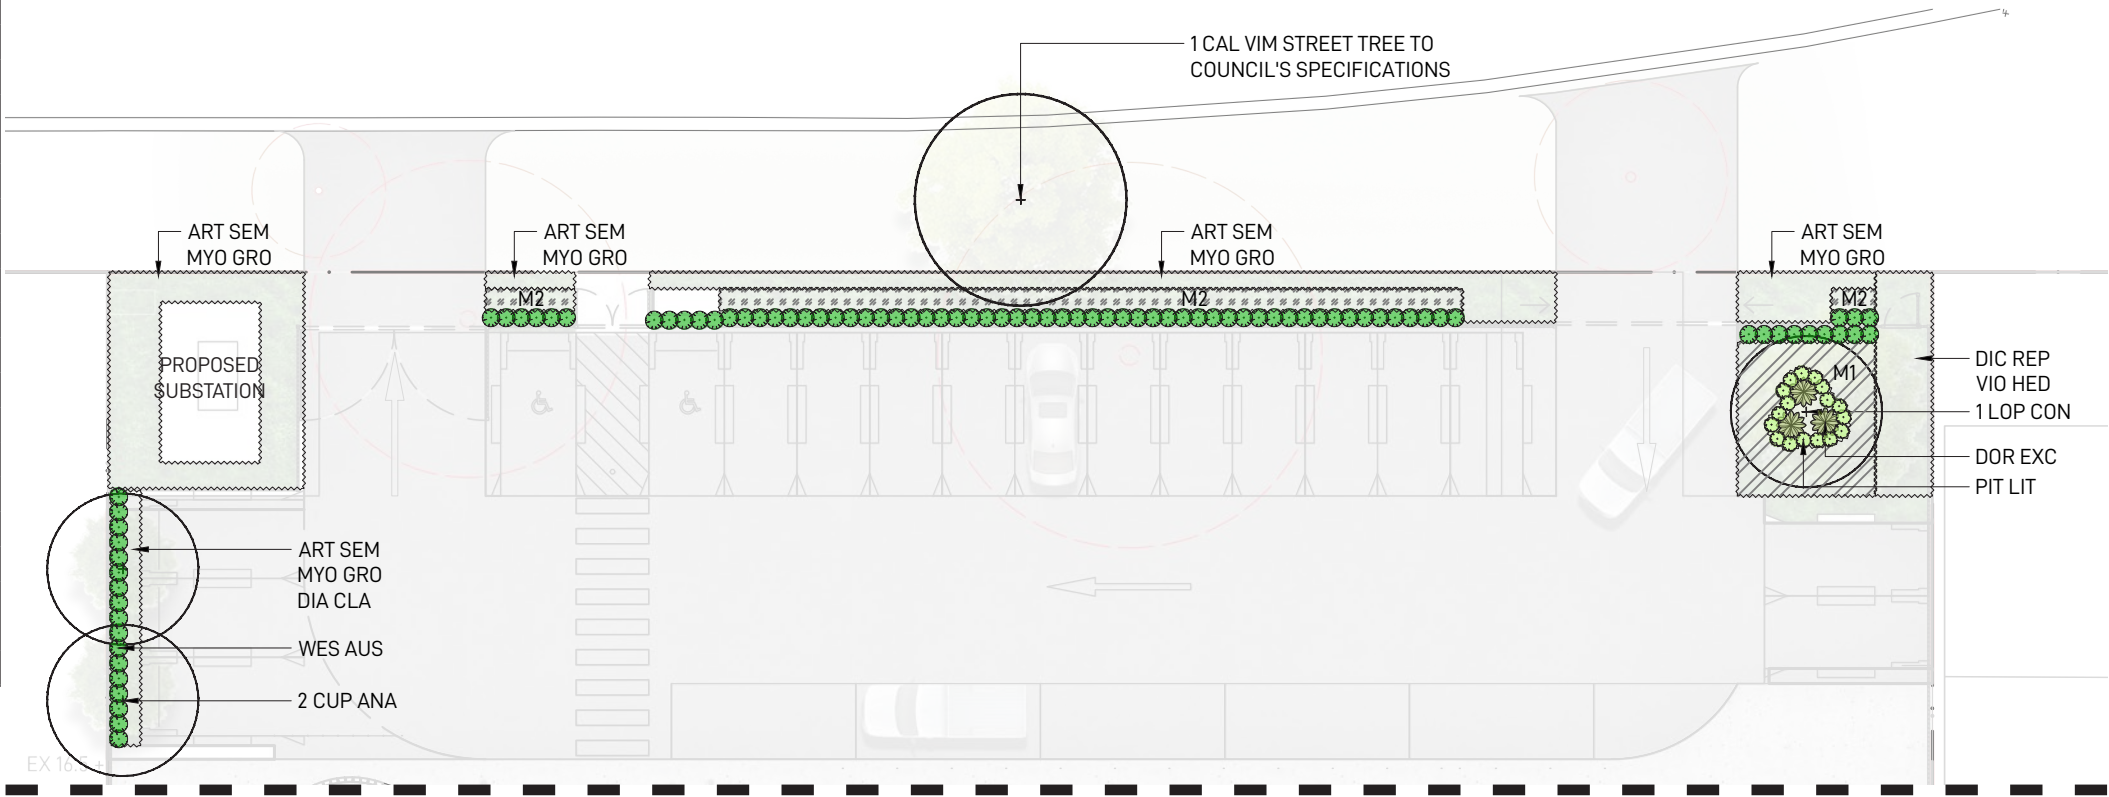 1 CAL VIM STREET TREE TO
COUNCIL'S SPECIFICATIONS
ART SEM
MYO GRO
ART SEM
MYO GRO
ART SEM
MYO GRO
ART SEM
MYO GRO
M2
M2
M2
PROPOSED
SUBSTATION
M1
DIC REP
VIO HED
1 LOP CON
DOR EXC
PIT LIT
ART SEM
MYO GRO
DIA CLA
WES AUS
2 CUP ANA